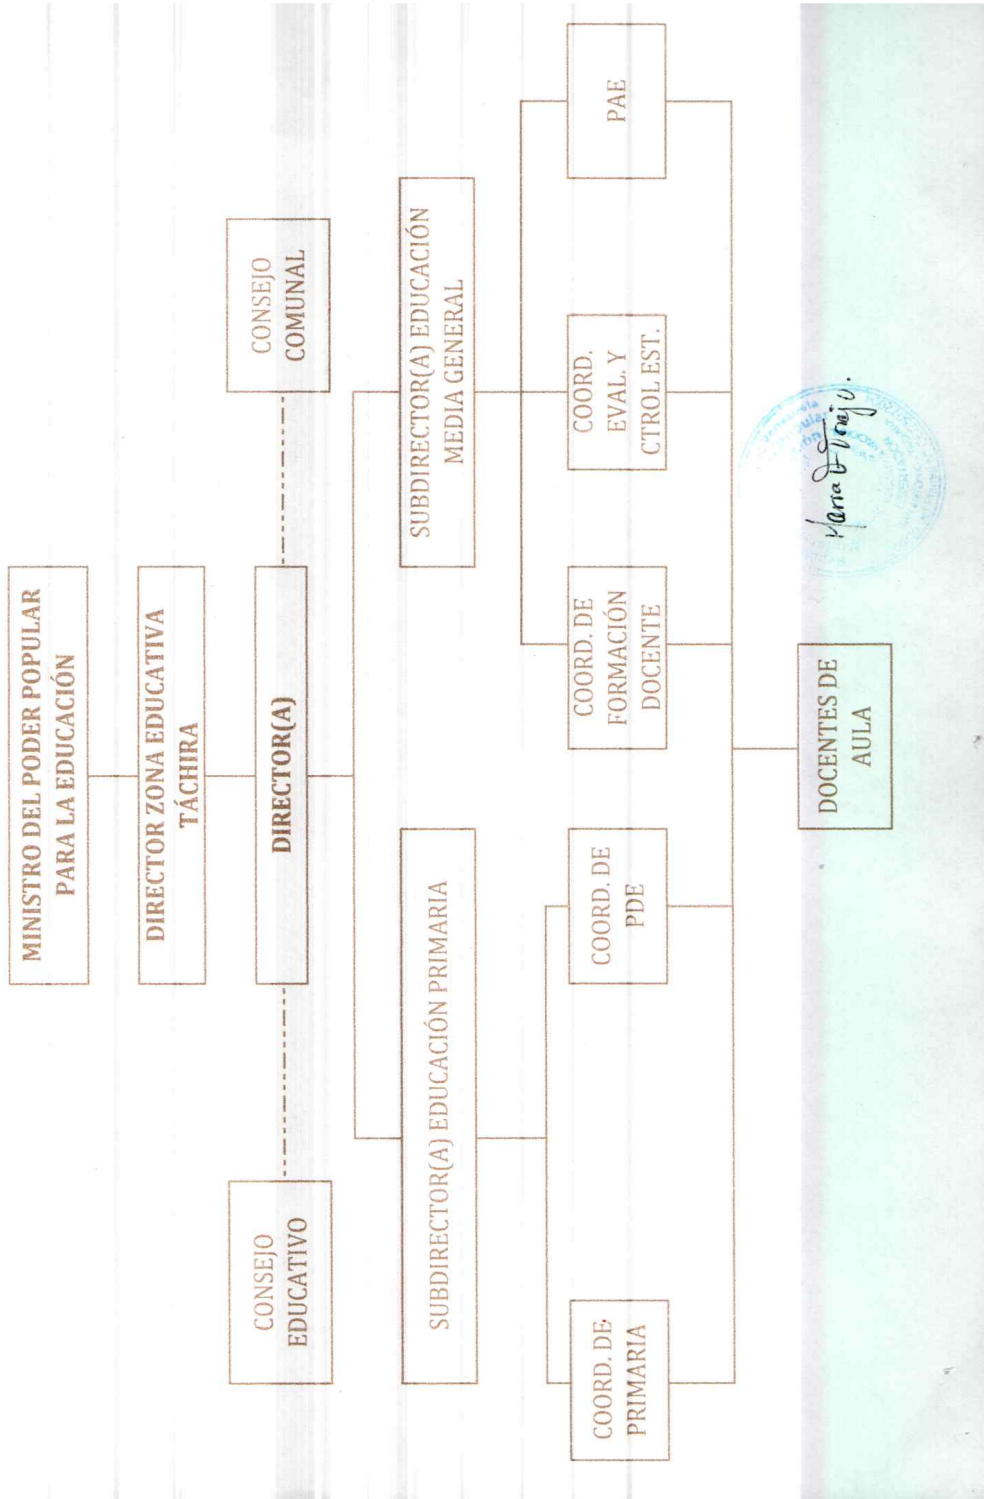 MINISTRO DEL PODER POPULAR
PARA LA EDUCACIÓN
DIRECTOR ZONA EDUCATIVA
TÁCHIRA
CONSEJO
EDUCATIVO
DIRECTOR(A)
CONSEJO
COMUNAL
SUBDIRECTOR(A) EDUCACIÓN PRIMARIA
SUBDIRECTOR(A) EDUCACIÓN
MEDIA GENERAL
COORD. DE
PRIMARIA
COORD. DE
PDE
COORD. DE
FORMACIÓN
DOCENTE
COORD.
EVAL. Y
CTROL EST.
PAE
DOCENTES DE
AULA